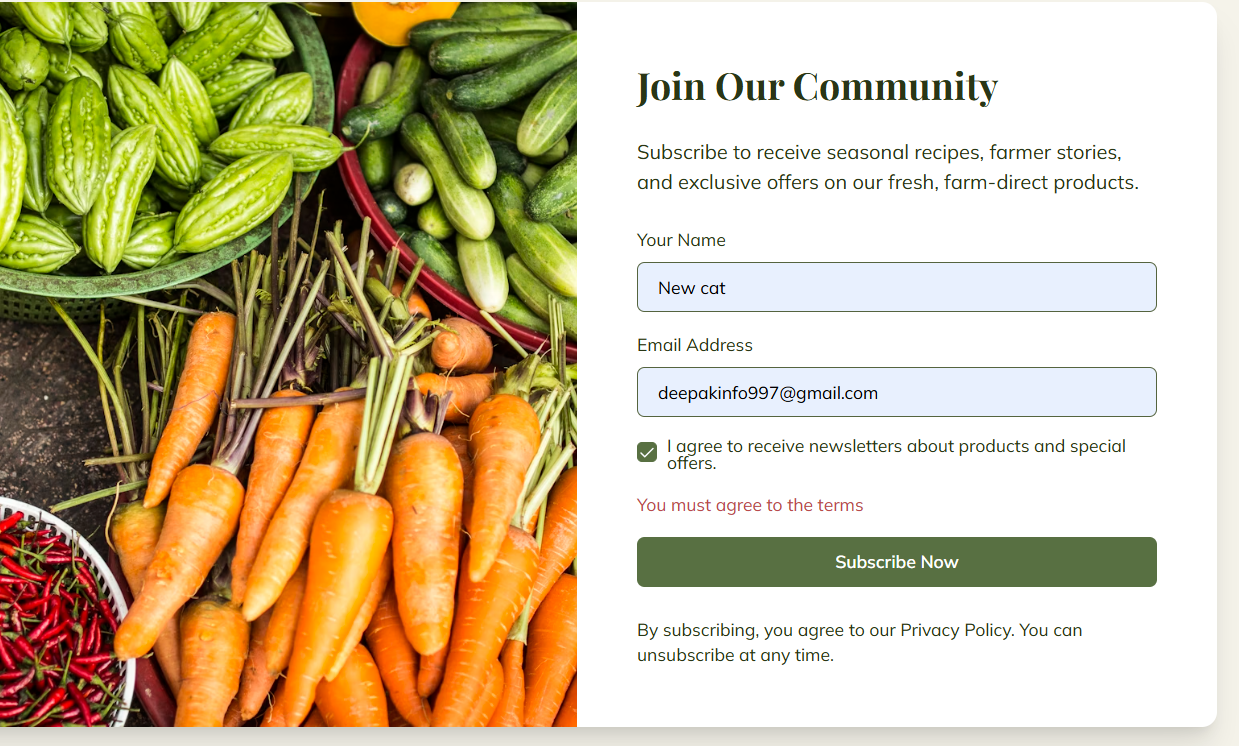 Join Our Community
Subscribe to receive seasonal recipes, farmer stories,
and exclusive offers on our fresh, farm-direct products.
Your Name
New cat
Email Address
deepakinfo997@gmail.com
I agree to receive newsletters about products and special
offers.
You must agree to the terms
Subscribe Now
By subscribing, you agree to our Privacy Policy. You can
unsubscribe at any time.